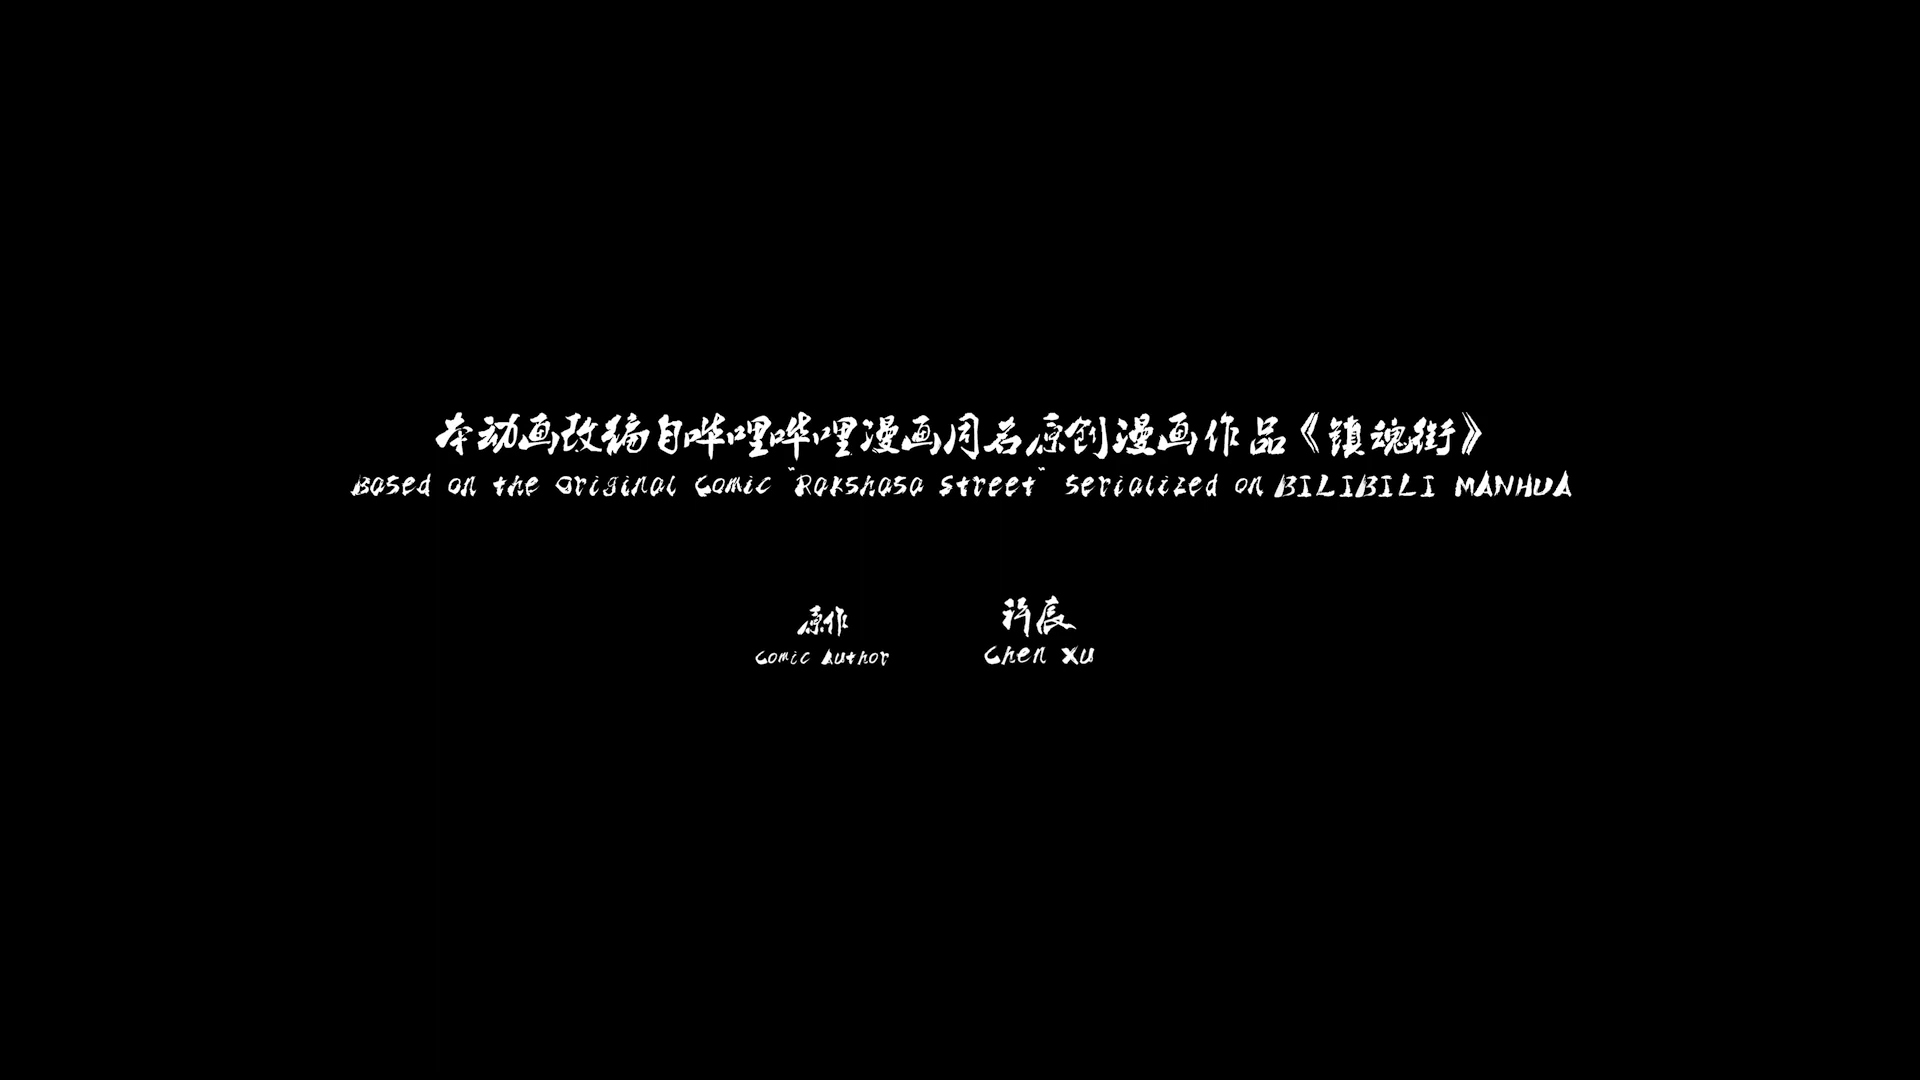 本动画改编自哔哩哔哩漫画同名原创漫画作品《镇魂街》
Based on the Original Comic "Rakshasa Street" Serialized on BILIBILI MANHUA
原作 许辰
Comic Author Chen Xu